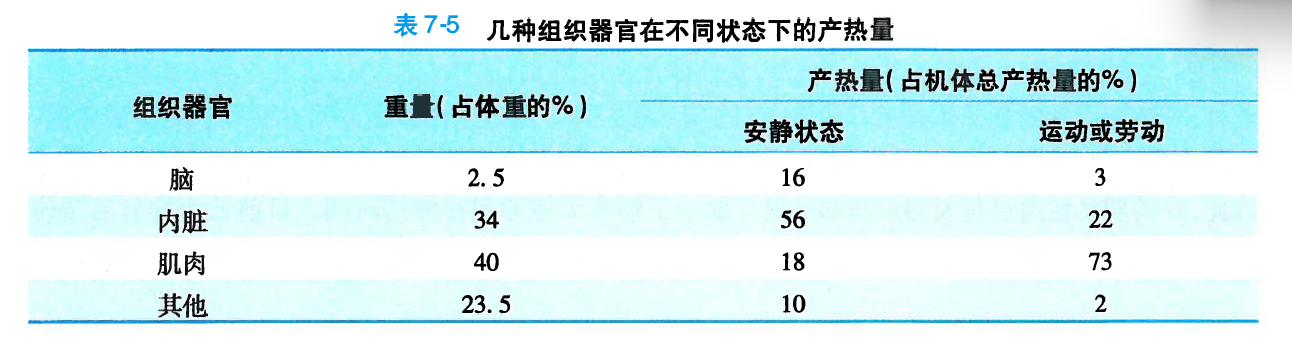 表 7-5 几种组织器官在不同状态下的产热量
组织器官 重量(占体重的%) 产热量(占机体总产热量的%)
安静状态 运动或劳动
脑 2.5 16 3
内脏 34 56 22
肌肉 40 18 73
其他 23.5 10 2